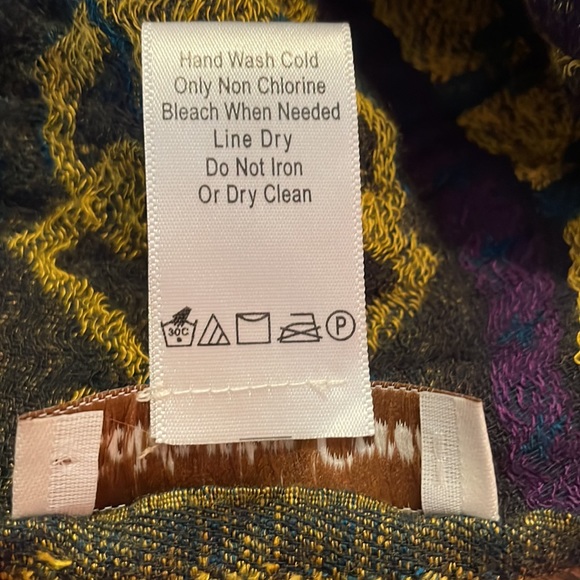 Hand Wash Cold
Only Non Chlorine
Bleach When Needed
Line Dry
Do Not Iron
Or Dry Clean
30C
P